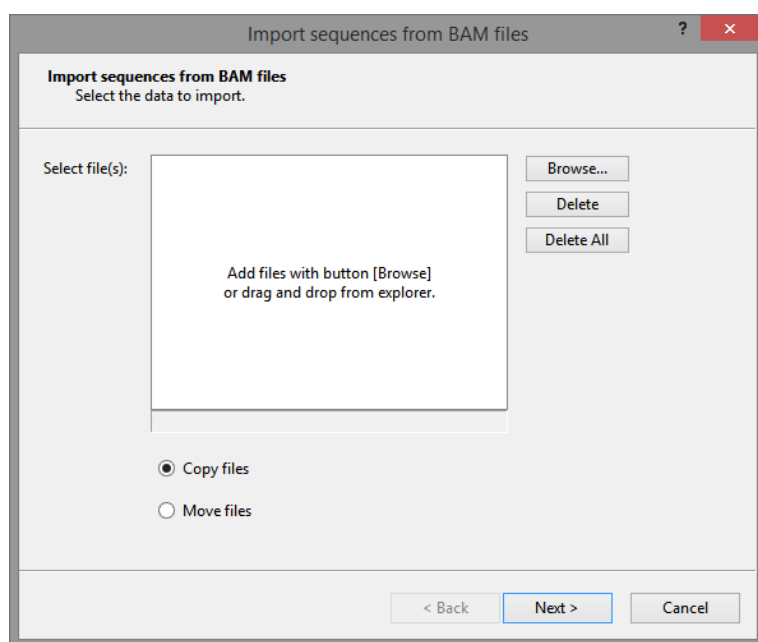 Import sequences from BAM files
?
×
Import sequences from BAM files
Select the data to import.
Select file(s):
Browse...
Delete
Delete All
Add files with button [Browse]
or drag and drop from explorer.
Copy files
Move files
< Back
Next >
Cancel